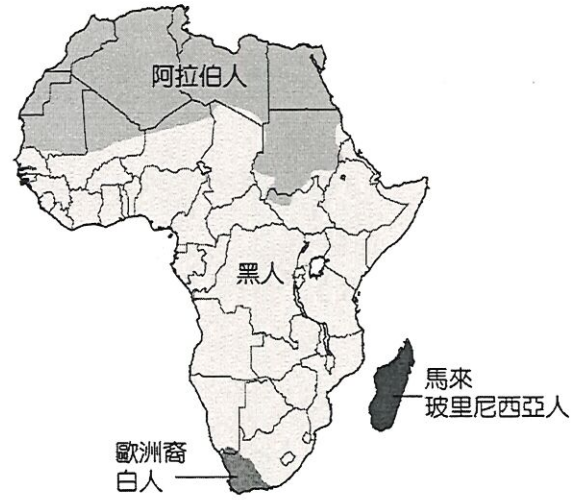 阿拉伯人
黑人
馬來
玻里尼西亞人
歐洲裔
白人